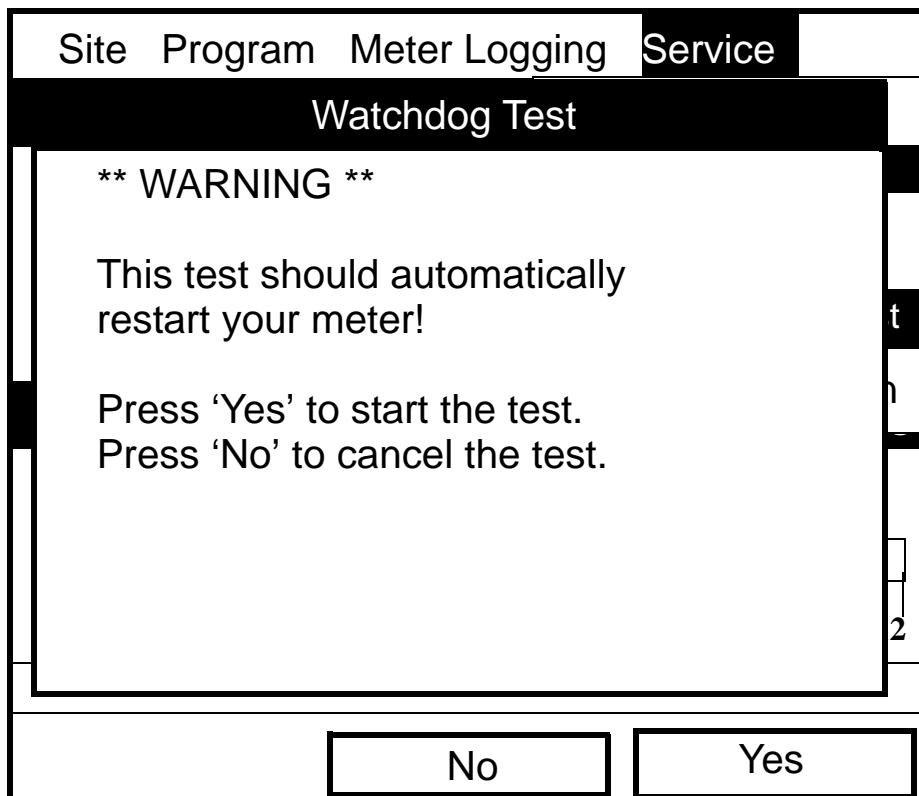 Site Program Meter Logging Service
Watchdog Test
** WARNING **
This test should automatically
restart your meter!
Press ‘Yes’ to start the test.
Press ‘No’ to cancel the test.
t
n
2
No Yes